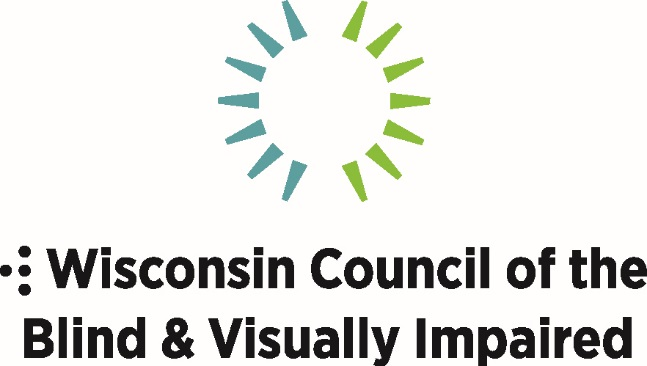 ⠺ Wisconsin Council of the
Blind & Visually Impaired